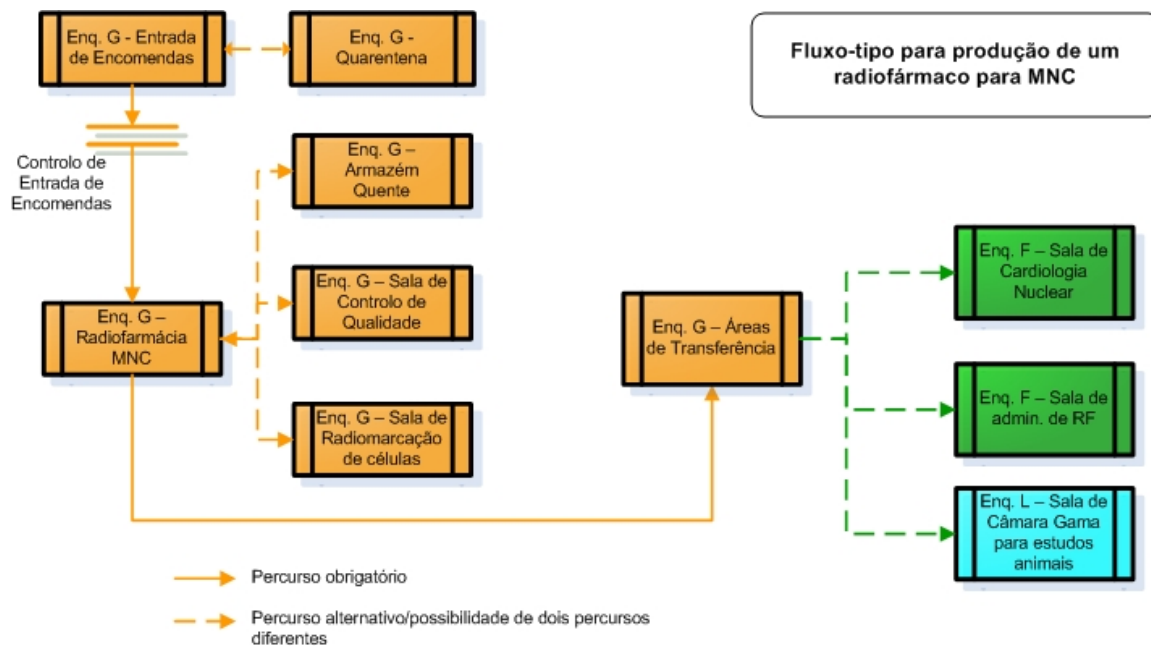 Enq. G - Entrada
de Encomendas
Enq. G -
Quarentena
Fluxo-tipo para produção de um
radiofármaco para MNC
Controlo de
Entrada de
Encomendas
Enq. G –
Armazém
Quente
Enq. G – Sala de
Controlo de
Qualidade
Enq. G –
Radiofarmácia
MNC
Enq. G – Sala de
Radiomarcação
de células
Enq. G – Áreas
de Transferência
Enq. F – Sala de
Cardiologia
Nuclear
Enq. F – Sala de
admin. de RF
Enq. L – Sala de
Câmara Gama
para estudos
animais
Percurso obrigatório
Percurso alternativo/possibilidade de dois percursos
diferentes